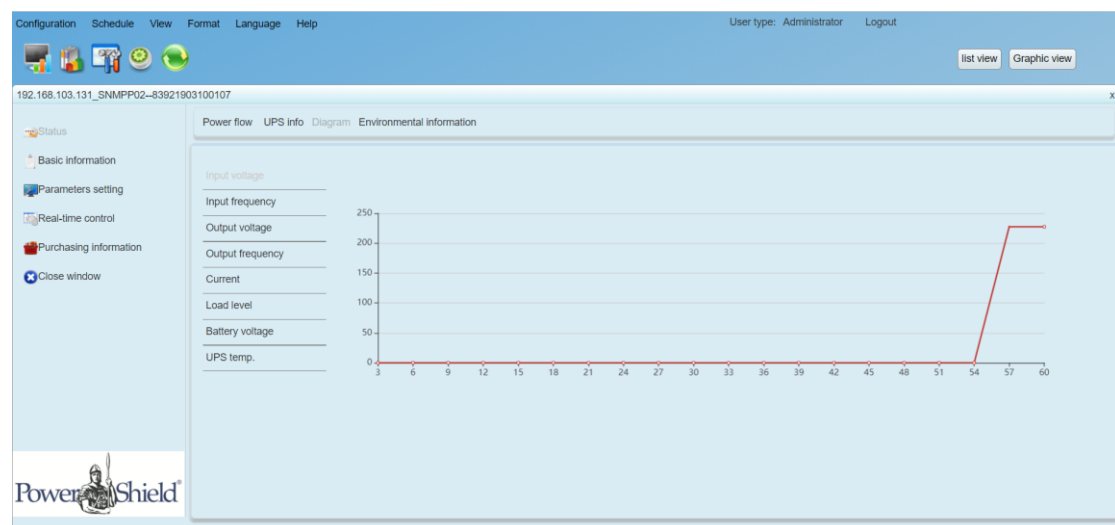 Configuration Schedule View Format Language Help User type: Administrator Logout
list view Graphic view
192.168.103.131_SNMPP02--83921903100107 x
Status
Basic information
Parameters setting
Real-time control
Purchasing information
Close window
Power flow UPS info Diagram Environmental information
Input voltage
Input frequency
Output voltage
Output frequency
Current
Load level
Battery voltage
UPS temp.
250
200
150
100
50
0
3 6 9 12 15 18 21 24 27 30 33 36 39 42 45 48 51 54 57 60
PowerShield®